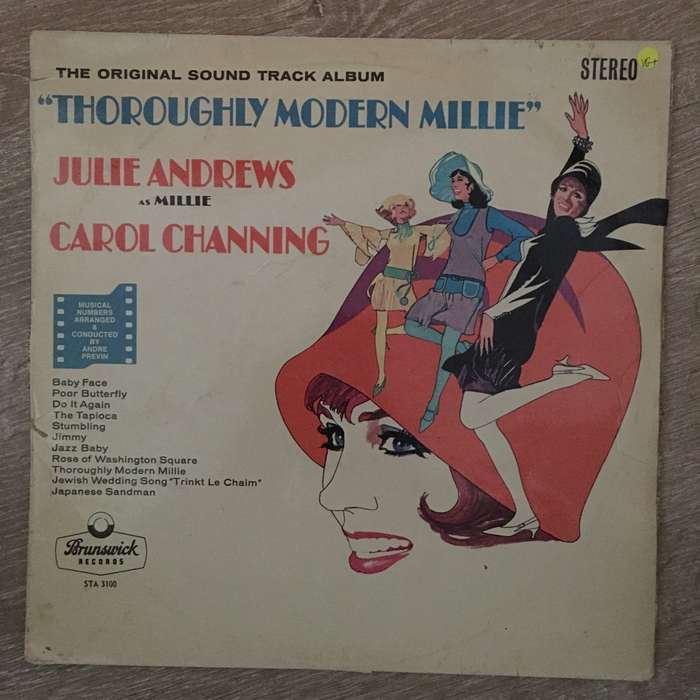 THE ORIGINAL SOUND TRACK ALBUM
STEREO
VG+
"THOROUGHLY MODERN MILLIE"
JULIE ANDREWS
AS MILLIE
CAROL CHANNING
MUSICAL
NUMBERS
ARRANGED
&
CONDUCTED
BY
ANDRE
PREVIN
Baby Face
Poor Butterfly
Do It Again
The Tapioca
Stumbling
Jimmy
Jazz Baby
Rose of Washington Square
Thoroughly Modern Millie
Jewish Wedding Song "Trinkt Le Chaim"
Japanese Sandman
Brunswick
RECORDS
STA 3100